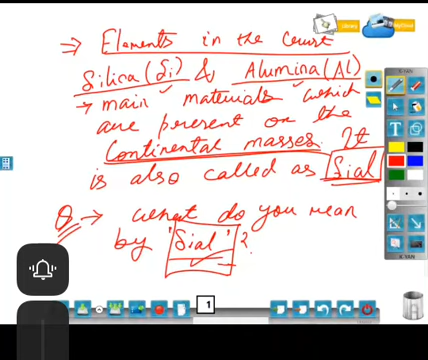 → Elements in the crust
Silica (Si) & Alumina (Al)
→ main materials which
are present on the
Continental masses. It
is also called as Sial
Q. → What do you mean
by 'Sial'?
1